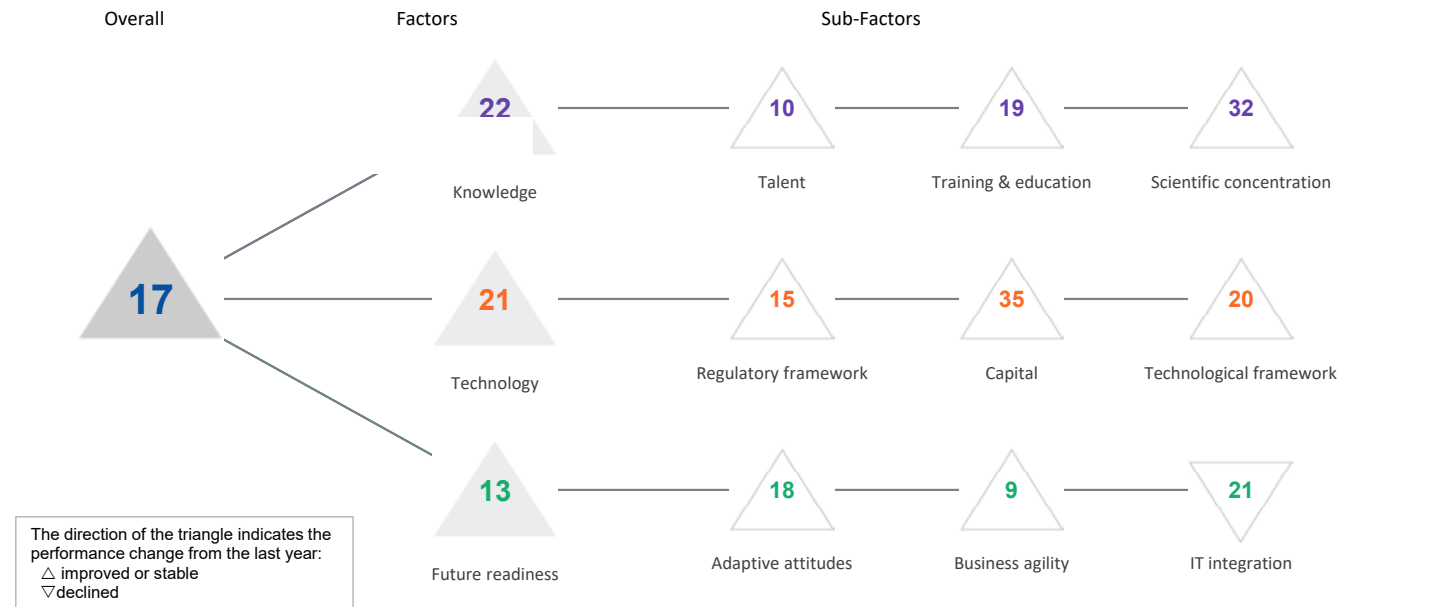 Overall Factors Sub-Factors
22 10 19 32
Knowledge Talent Training & education Scientific concentration
17 21 15 35 20
Technology Regulatory framework Capital Technological framework
13 18 9 21
Future readiness Adaptive attitudes Business agility IT integration
The direction of the triangle indicates the
performance change from the last year:
△ improved or stable
▽declined